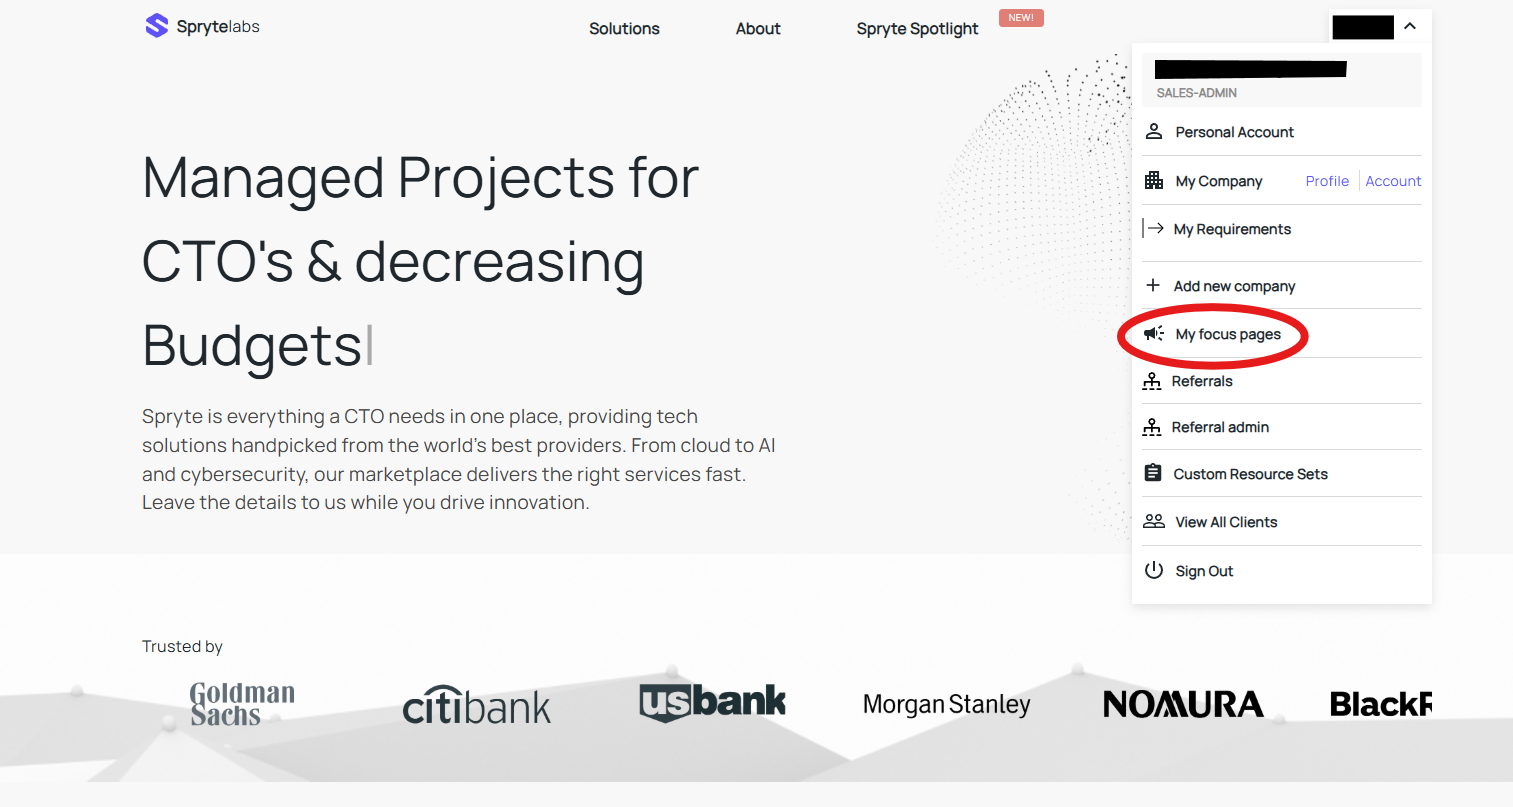 Sprytelabs
Solutions
About
Spryte Spotlight
NEW!
SALES-ADMIN
Personal Account
My Company
Profile
Account
My Requirements
Add new company
My focus pages
Referrals
Referral admin
Custom Resource Sets
View All Clients
Sign Out
Managed Projects for
CTO's & decreasing
Budgets
Spryte is everything a CTO needs in one place, providing tech
solutions handpicked from the world's best providers. From cloud to AI
and cybersecurity, our marketplace delivers the right services fast.
Leave the details to us while you drive innovation.
Trusted by
Goldman
Sachs
citibank
usbank
Morgan Stanley
NOMURA
BlackR